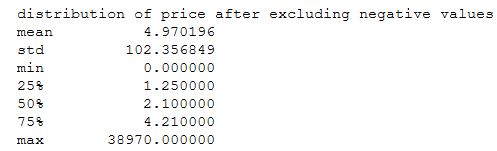 distribution of price after excluding negative values
mean 4.970196
std 102.356849
min 0.000000
25% 1.250000
50% 2.100000
75% 4.210000
max 38970.000000